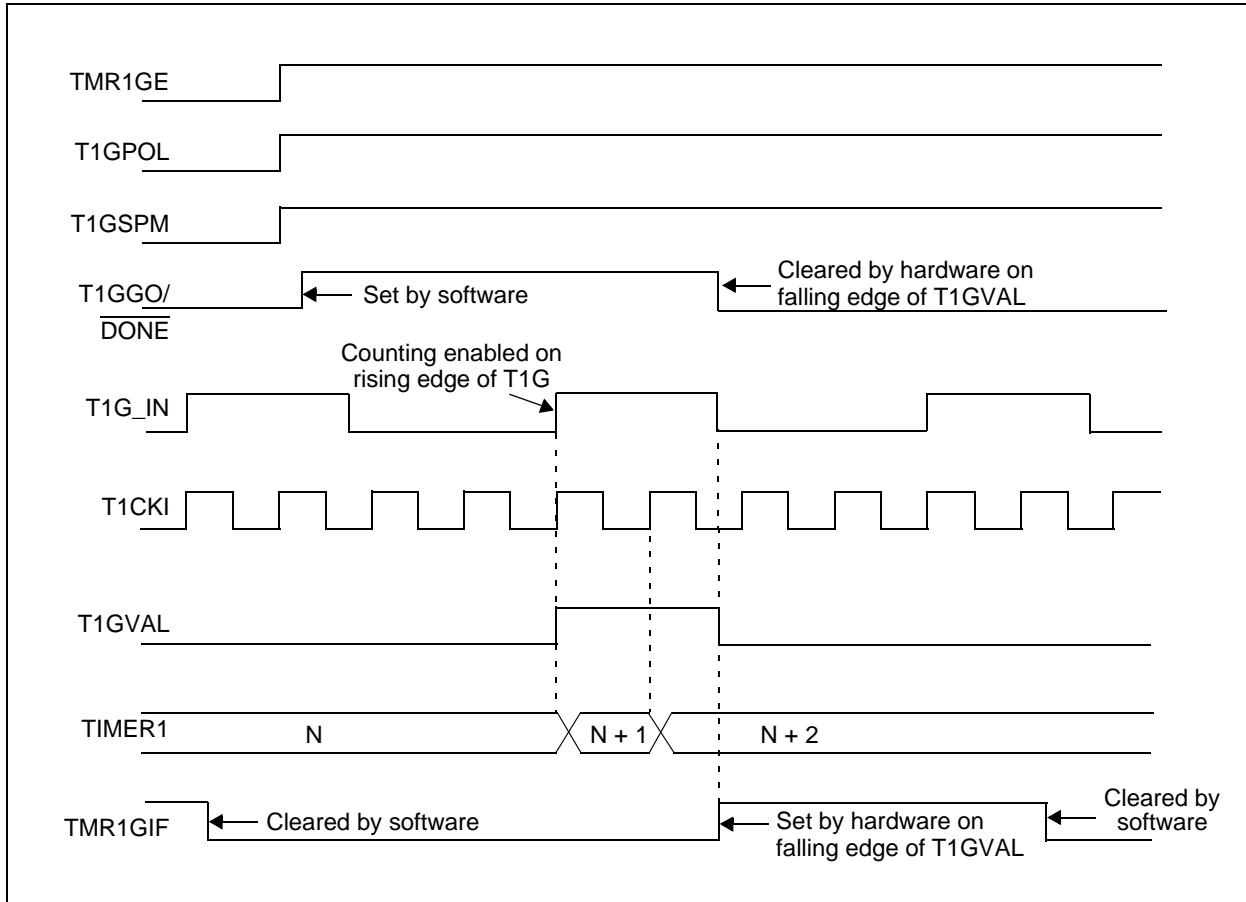 TMR1GE
T1GPOL
T1GSPM
T1GGO/
DONE
Set by software
Cleared by hardware on
falling edge of T1GVAL
Counting enabled on
rising edge of T1G
T1G_IN
T1CKI
T1GVAL
TIMER1
N
N + 1
N + 2
TMR1GIF
Cleared by software
Set by hardware on
falling edge of T1GVAL
Cleared by
software